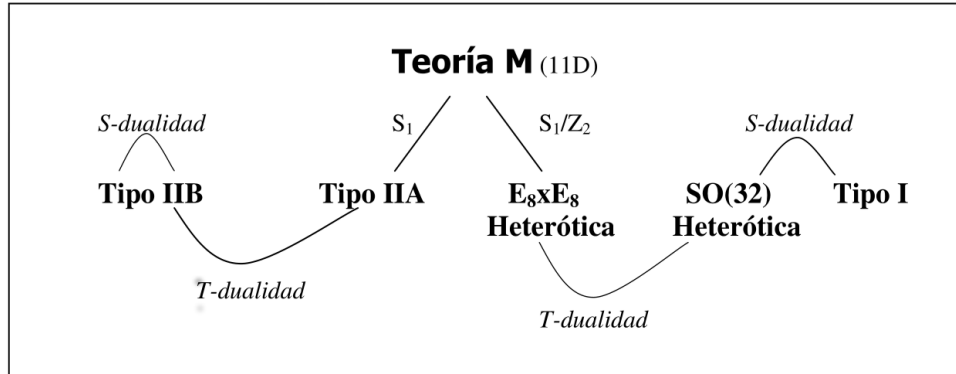 Teoría M (11D)
S-dualidad
S₁
S₁/Z₂
S-dualidad
Tipo IIB
Tipo IIA
E₈xE₈
Heterótica
SO(32)
Heterótica
Tipo I
T-dualidad
T-dualidad